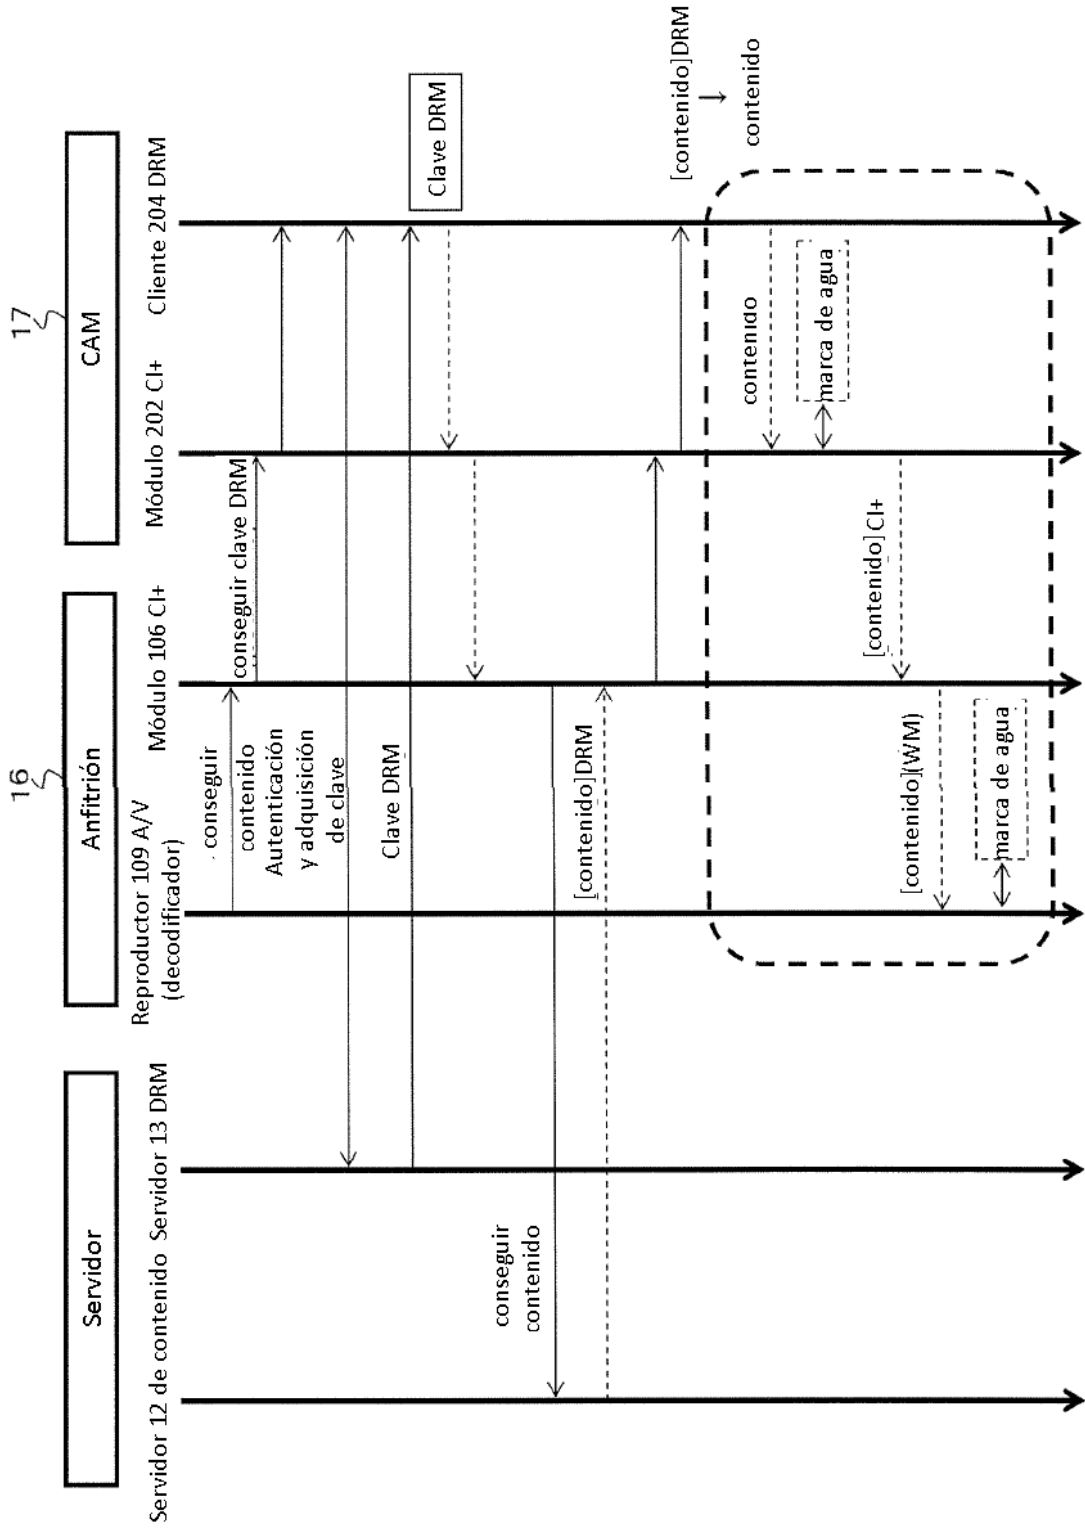 Servidor
Anfitrión
16
CAM
17
Servidor 12 de contenido
Servidor 13 DRM
Reproductor 109 A/V
(decodificador)
Módulo 106 CI+
Módulo 202 CI+
Cliente 204 DRM
conseguir
contenido
conseguir clave DRM
Autenticación
y adquisición
de clave
Clave DRM
Clave DRM
conseguir
contenido
[contenido]DRM
[contenido]DRM
contenido
contenido
marca de agua
[contenido]CI+
[contenido](WM)
marca de agua